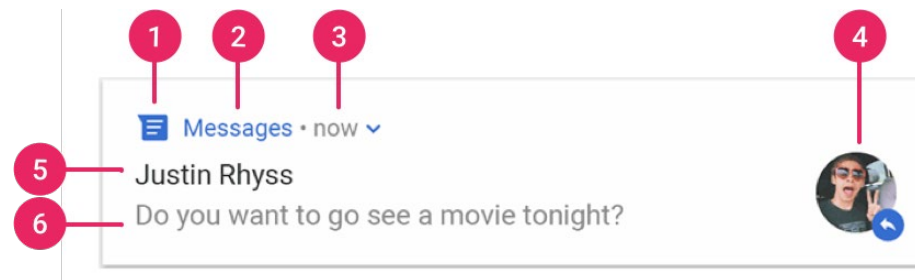 1 2 3 4
Messages • now
5 Justin Rhyss
6 Do you want to go see a movie tonight?